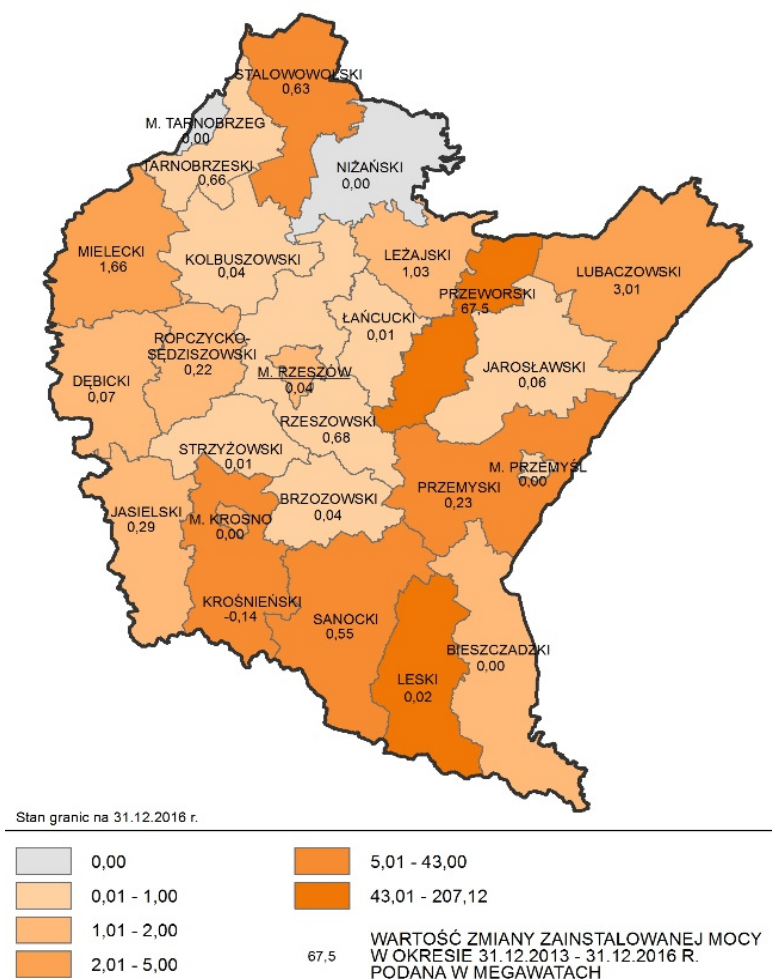 STALOWOWOLSKI
0,63
M. TARNOBRZEG
0,00
TARNOBRZESKI
0,66
NIŻAŃSKI
0,00
MIELECKI
1,66
KOLBUSZOWSKI
0,04
LEŻAJSKI
1,03
LUBACZOWSKI
3,01
PRZEWORSKI
67,5
ŁAŃCUCKI
0,01
ROPCZYCKO-
SĘDZISZOWSKI
0,22
DĘBICKI
0,07
M. RZESZÓW
0,04
JAROSŁAWSKI
0,06
RZESZOWSKI
0,68
STRZYŻOWSKI
0,01
M. PRZEMYŚL
0,00
PRZEMYSKI
0,23
BRZOZOWSKI
0,04
JASIELSKI
0,29
M. KROSNO
0,00
KROŚNIEŃSKI
-0,14
SANOCKI
0,55
BIESZCZADZKI
0,00
LESKI
0,02
Stan granic na 31.12.2016 r.
0,00
0,01 - 1,00
1,01 - 2,00
2,01 - 5,00
5,01 - 43,00
43,01 - 207,12
67,5
WARTOŚĆ ZMIANY ZAINSTALOWANEJ MOCY
W OKRESIE 31.12.2013 - 31.12.2016 R.
PODANA W MEGAWATACH